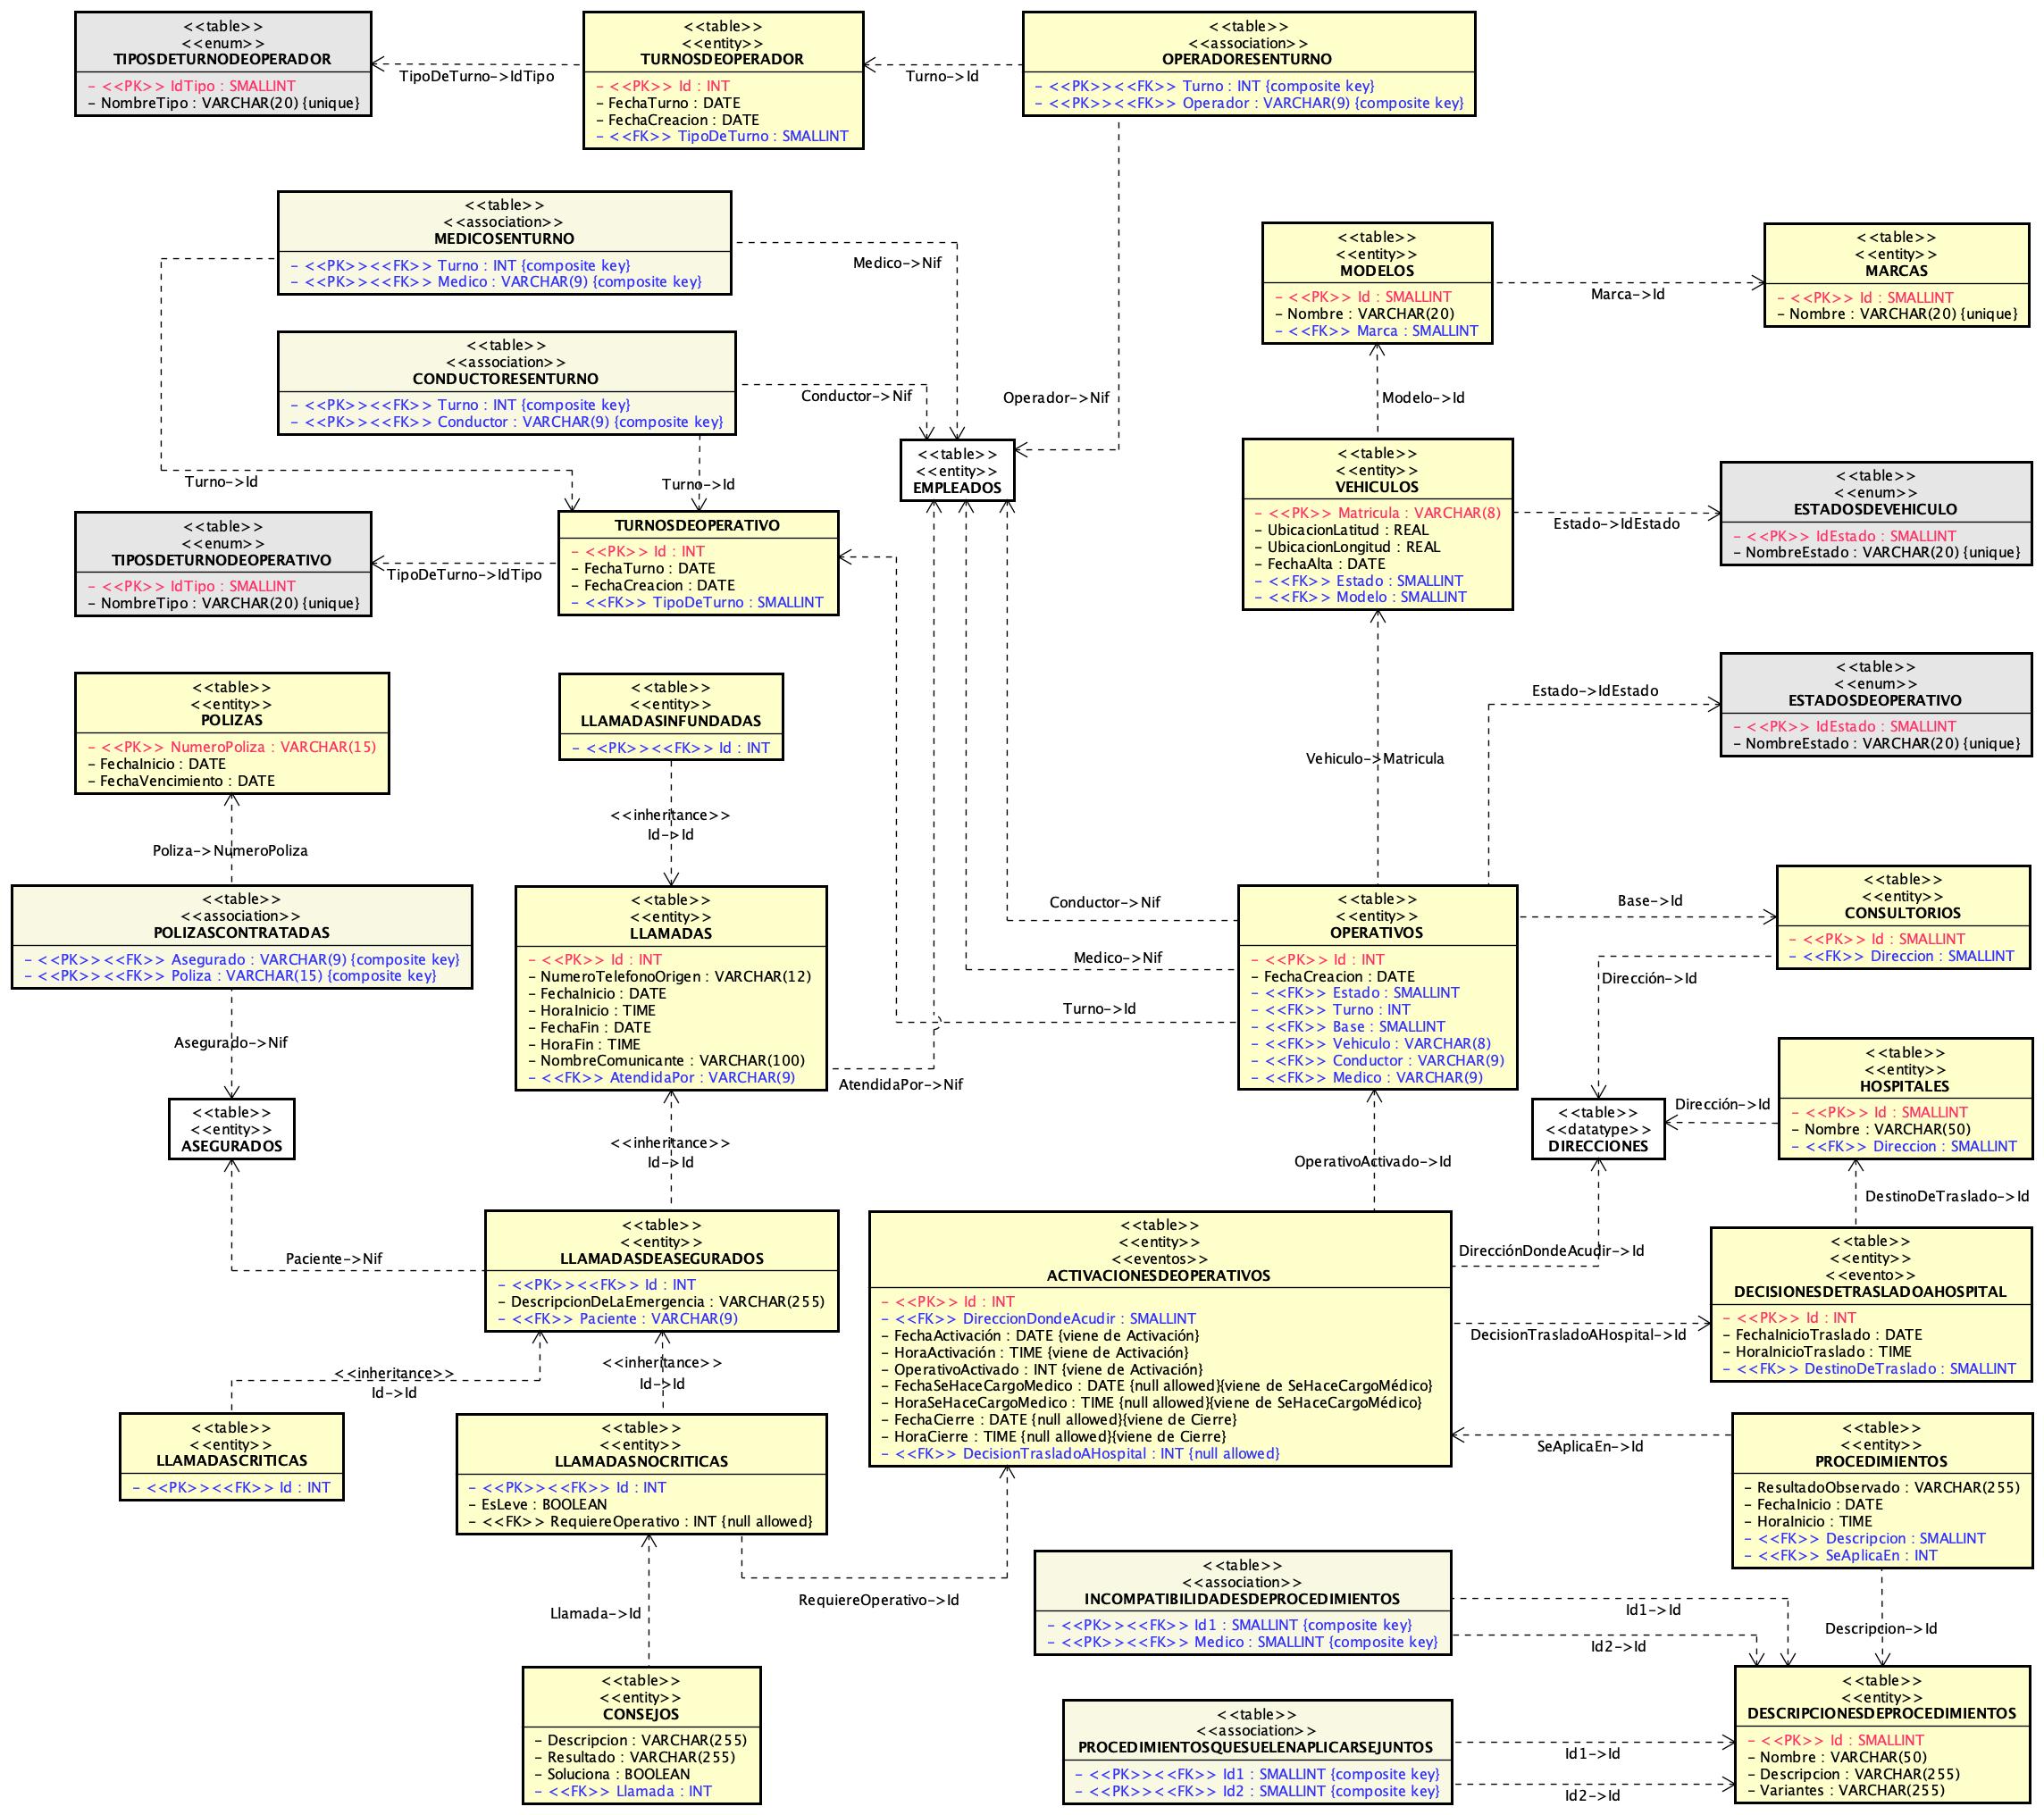 <<table>>
<<enum>>
TIPOSDETURNODEOPERADOR
- <<PK>> IdTipo : SMALLINT
- NombreTipo : VARCHAR(20) {unique}
TipoDeTurno->IdTipo
<<table>>
<<entity>>
TURNOSDEOPERADOR
- <<PK>> Id : INT
- FechaTurno : DATE
- FechaCreacion : DATE
- <<FK>> TipoDeTurno : SMALLINT
Turno->Id
<<table>>
<<association>>
OPERADORESENTURNO
- <<PK>><<FK>> Turno : INT {composite key}
- <<PK>><<FK>> Operador : VARCHAR(9) {composite key}
<<table>>
<<association>>
MEDICOSENTURNO
- <<PK>><<FK>> Turno : INT {composite key}
- <<PK>><<FK>> Medico : VARCHAR(9) {composite key}
Medico->Nif
<<table>>
<<entity>>
MODELOS
- <<PK>> Id : SMALLINT
- Nombre : VARCHAR(20)
- <<FK>> Marca : SMALLINT
Marca->Id
<<table>>
<<entity>>
MARCAS
- <<PK>> Id : SMALLINT
- Nombre : VARCHAR(20) {unique}
<<table>>
<<association>>
CONDUCTORESENTURNO
- <<PK>><<FK>> Turno : INT {composite key}
- <<PK>><<FK>> Conductor : VARCHAR(9) {composite key}
Conductor->Nif
Operador->Nif
Modelo->Id
Turno->Id
Turno->Id
<<table>>
<<entity>>
EMPLEADOS
<<table>>
<<entity>>
VEHICULOS
- <<PK>> Matricula : VARCHAR(8)
- UbicacionLatitud : REAL
- UbicacionLongitud : REAL
- FechaAlta : DATE
- <<FK>> Estado : SMALLINT
- <<FK>> Modelo : SMALLINT
Estado->IdEstado
<<table>>
<<enum>>
ESTADOSDEVEHICULO
- <<PK>> IdEstado : SMALLINT
- NombreEstado : VARCHAR(20) {unique}
<<table>>
<<enum>>
TIPOSDETURNODEOPERATIVO
- <<PK>> IdTipo : SMALLINT
- NombreTipo : VARCHAR(20) {unique}
TipoDeTurno->IdTipo
TURNOSDEOPERATIVO
- <<PK>> Id : INT
- FechaTurno : DATE
- FechaCreacion : DATE
- <<FK>> TipoDeTurno : SMALLINT
<<table>>
<<entity>>
POLIZAS
- <<PK>> NumeroPoliza : VARCHAR(15)
- FechaInicio : DATE
- FechaVencimiento : DATE
<<table>>
<<entity>>
LLAMADASINFUNDADAS
- <<PK>><<FK>> Id : INT
Estado->IdEstado
<<table>>
<<enum>>
ESTADOSDEOPERATIVO
- <<PK>> IdEstado : SMALLINT
- NombreEstado : VARCHAR(20) {unique}
Vehiculo->Matricula
<<inheritance>>
Id->Id
Poliza->NumeroPoliza
<<table>>
<<association>>
POLIZASCONTRATADAS
- <<PK>><<FK>> Asegurado : VARCHAR(9) {composite key}
- <<PK>><<FK>> Poliza : VARCHAR(15) {composite key}
<<table>>
<<entity>>
LLAMADAS
- <<PK>> Id : INT
- NumeroTelefonoOrigen : VARCHAR(12)
- FechaInicio : DATE
- HoraInicio : TIME
- FechaFin : DATE
- HoraFin : TIME
- NombreComunicante : VARCHAR(100)
- <<FK>> AtendidaPor : VARCHAR(9)
AtendidaPor->Nif
Conductor->Nif
Medico->Nif
Turno->Id
<<table>>
<<entity>>
OPERATIVOS
- <<PK>> Id : INT
- FechaCreacion : DATE
- <<FK>> Estado : SMALLINT
- <<FK>> Turno : INT
- <<FK>> Base : SMALLINT
- <<FK>> Vehiculo : VARCHAR(8)
- <<FK>> Conductor : VARCHAR(9)
- <<FK>> Medico : VARCHAR(9)
Base->Id
<<table>>
<<entity>>
CONSULTORIOS
- <<PK>> Id : SMALLINT
- <<FK>> Direccion : SMALLINT
Dirección->Id
Asegurado->Nif
<<table>>
<<entity>>
ASEGURADOS
<<inheritance>>
Id->Id
OperativoActivado->Id
<<table>>
<<datatype>>
DIRECCIONES
Dirección->Id
<<table>>
<<entity>>
HOSPITALES
- <<PK>> Id : SMALLINT
- Nombre : VARCHAR(50)
- <<FK>> Direccion : SMALLINT
DestinoDeTraslado->Id
Paciente->Nif
<<table>>
<<entity>>
LLAMADASDEASEGURADOS
- <<PK>><<FK>> Id : INT
- DescripcionDeLaEmergencia : VARCHAR(255)
- <<FK>> Paciente : VARCHAR(9)
<<table>>
<<entity>>
<<eventos>>
ACTIVACIONESDEOPERATIVOS
- <<PK>> Id : INT
- <<FK>> DireccionDondeAcudir : SMALLINT
- FechaActivación : DATE {viene de Activación}
- HoraActivación : TIME {viene de Activación}
- OperativoActivado : INT {viene de Activación}
- FechaSeHaceCargoMedico : DATE {null allowed}{viene de SeHaceCargoMédico}
- HoraSeHaceCargoMedico : TIME {null allowed}{viene de SeHaceCargoMédico}
- FechaCierre : DATE {null allowed}{viene de Cierre}
- HoraCierre : TIME {null allowed}{viene de Cierre}
- <<FK>> DecisionTrasladoAHospital : INT {null allowed}
DirecciónDondeAcudir->Id
DecisionTrasladoAHospital->Id
<<table>>
<<entity>>
<<evento>>
DECISIONESDETRASLADOAHOSPITAL
- <<PK>> Id : INT
- FechaInicioTraslado : DATE
- HoraInicioTraslado : TIME
- <<FK>> DestinoDeTraslado : SMALLINT
<<inheritance>>
Id->Id
<<inheritance>>
Id->Id
<<table>>
<<entity>>
LLAMADASCRITICAS
- <<PK>><<FK>> Id : INT
<<table>>
<<entity>>
LLAMADASNOCRITICAS
- <<PK>><<FK>> Id : INT
- EsLeve : BOOLEAN
- <<FK>> RequiereOperativo : INT {null allowed}
SeAplicaEn->Id
<<table>>
<<entity>>
PROCEDIMIENTOS
- ResultadoObservado : VARCHAR(255)
- FechaInicio : DATE
- HoraInicio : TIME
- <<FK>> Descripcion : SMALLINT
- <<FK>> SeAplicaEn : INT
RequiereOperativo->Id
<<table>>
<<association>>
INCOMPATIBILIDADESDEPROCEDIMIENTOS
- <<PK>><<FK>> Id1 : SMALLINT {composite key}
- <<PK>><<FK>> Medico : SMALLINT {composite key}
Id1->Id
Id2->Id
Descripcion->Id
Llamada->Id
<<table>>
<<entity>>
CONSEJOS
- Descripcion : VARCHAR(255)
- Resultado : VARCHAR(255)
- Soluciona : BOOLEAN
- <<FK>> Llamada : INT
<<table>>
<<association>>
PROCEDIMIENTOSQUESUELENAPLICARSEJUNTOS
- <<PK>><<FK>> Id1 : SMALLINT {composite key}
- <<PK>><<FK>> Id2 : SMALLINT {composite key}
Id1->Id
Id2->Id
<<table>>
<<entity>>
DESCRIPCIONESDEPROCEDIMIENTOS
- <<PK>> Id : SMALLINT
- Nombre : VARCHAR(50)
- Descripcion : VARCHAR(255)
- Variantes : VARCHAR(255)